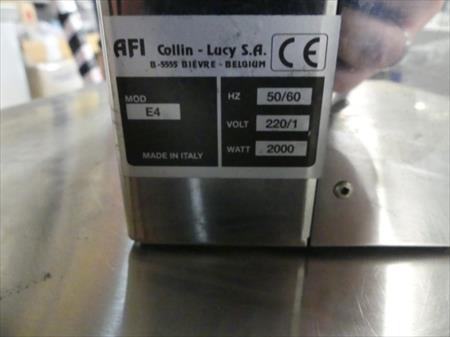 AFI Collin - Lucy S.A.
B-5555 BIÈVRE - BELGIUM
CE
MOD
E4
MADE IN ITALY
HZ 50/60
VOLT 220/1
WATT 2000